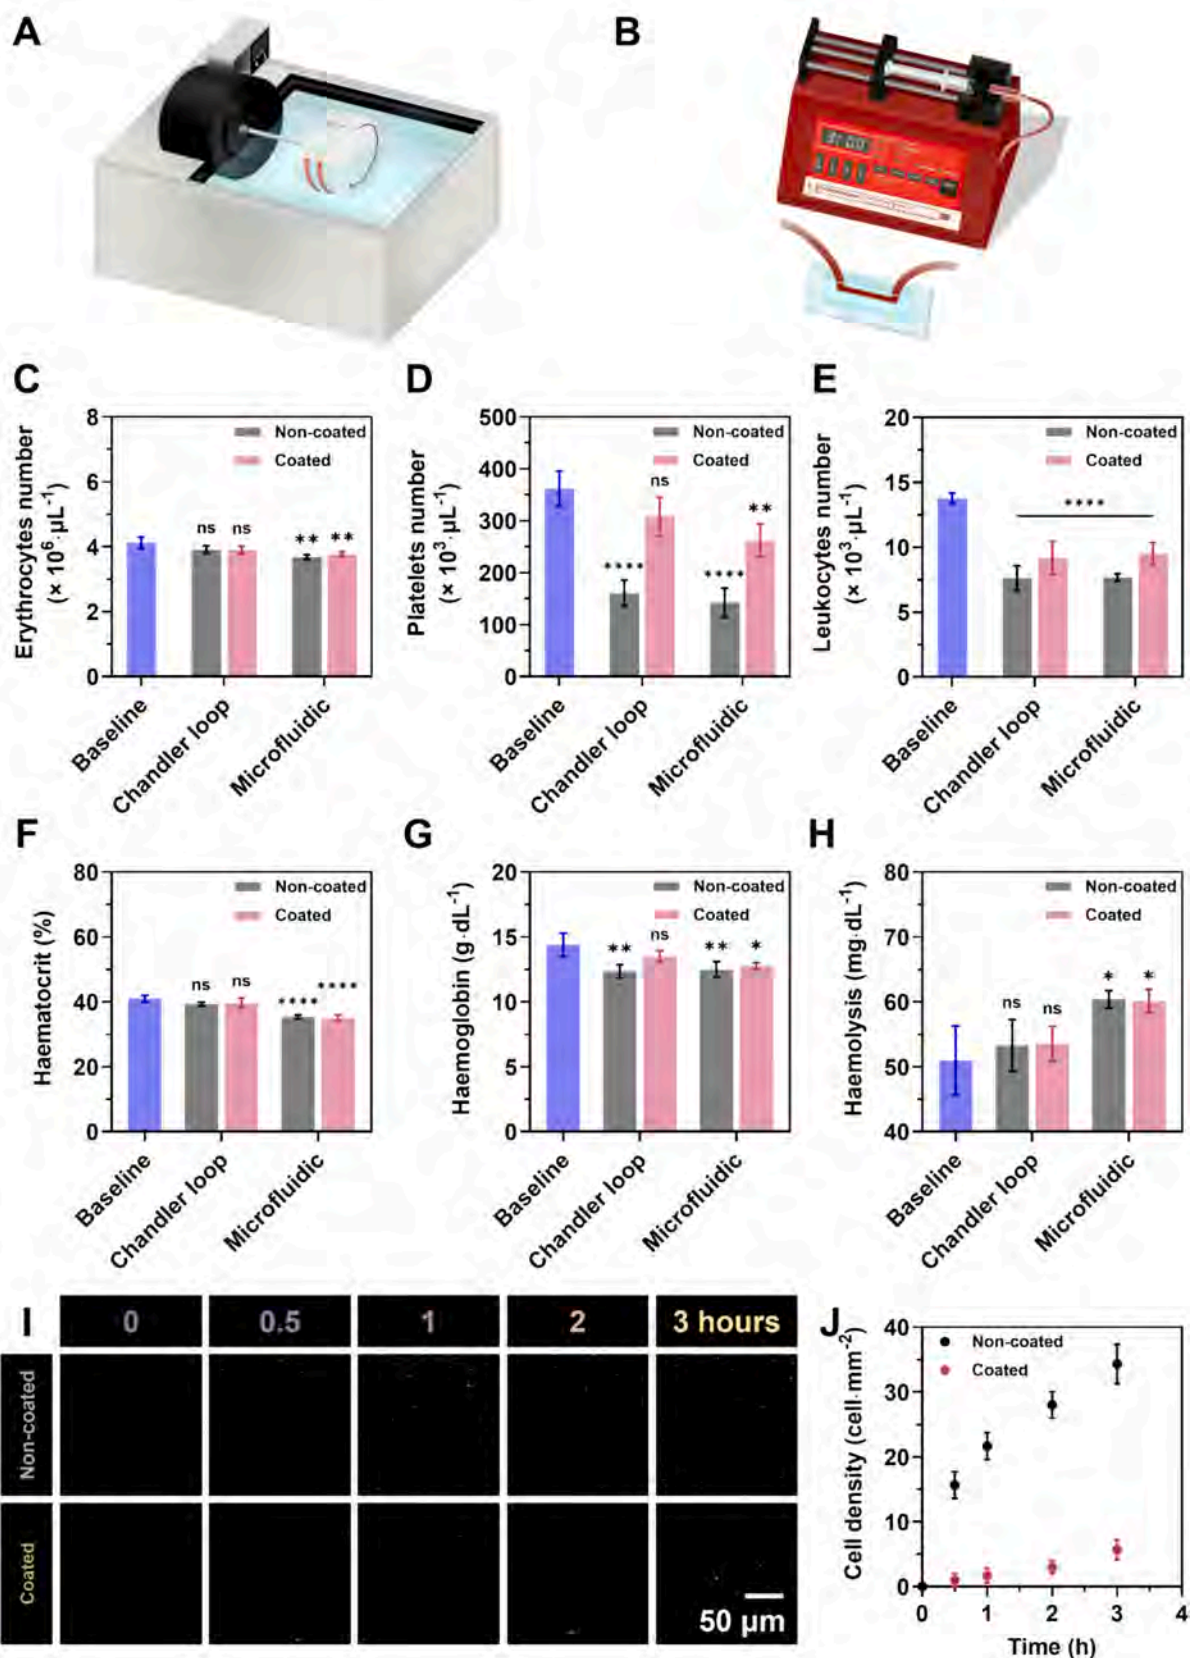 A
B
C
Erythrocytes number
(× 10⁶·µL⁻¹)
8
6
4
2
0
Non-coated
Coated
ns ns ** **
Baseline
Chandler loop
Microfluidic
D
Platelets number
(× 10³·µL⁻¹)
500
400
300
200
100
0
Non-coated
Coated
**** ns **** **
Baseline
Chandler loop
Microfluidic
E
Leukocytes number
(× 10³·µL⁻¹)
20
15
10
5
0
Non-coated
Coated
****
Baseline
Chandler loop
Microfluidic
F
Haematocrit (%)
80
60
40
20
0
Non-coated
Coated
ns ns **** ****
Baseline
Chandler loop
Microfluidic
G
Haemoglobin (g·dL⁻¹)
20
15
10
5
0
Non-coated
Coated
** ns ** *
Baseline
Chandler loop
Microfluidic
H
Haemolysis (mg·dL⁻¹)
80
70
60
50
40
Non-coated
Coated
ns ns * *
Baseline
Chandler loop
Microfluidic
I
0 0.5 1 2 3 hours
Non-coated
Coated
50 µm
J
Cell density (cell·mm⁻²)
40
30
20
10
0
Non-coated
Coated
0 1 2 3 4
Time (h)